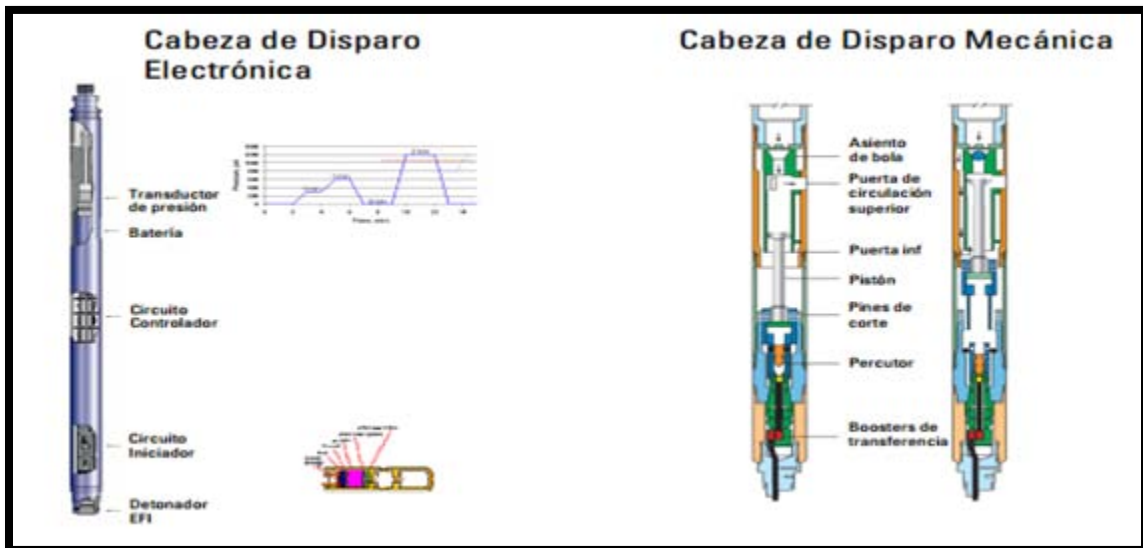 Cabeza de Disparo
Electrónica
Transductor
de presión
Batería
Circuito
Controlador
Circuito
Iniciador
Detonador
EFI
Cabeza de Disparo Mecánica
Asiento
de bola
Puerta de
circulación
superior
Puerta inf
Pistón
Pines de
corte
Percutor
Boosters de
transferencia